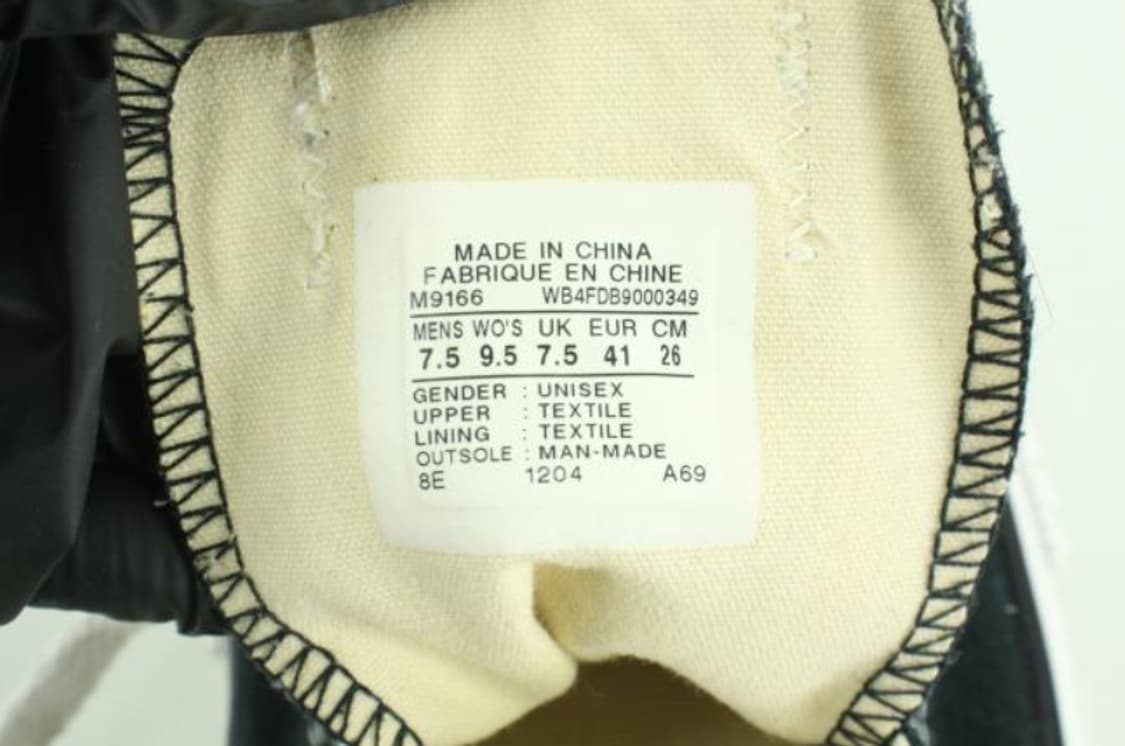 MADE IN CHINA
FABRIQUE EN CHINE
M9166 WB4FDB9000349
MENS WO'S UK EUR CM
7.5 9.5 7.5 41 26
GENDER : UNISEX
UPPER : TEXTILE
LINING : TEXTILE
OUTSOLE : MAN-MADE
8E 1204 A69